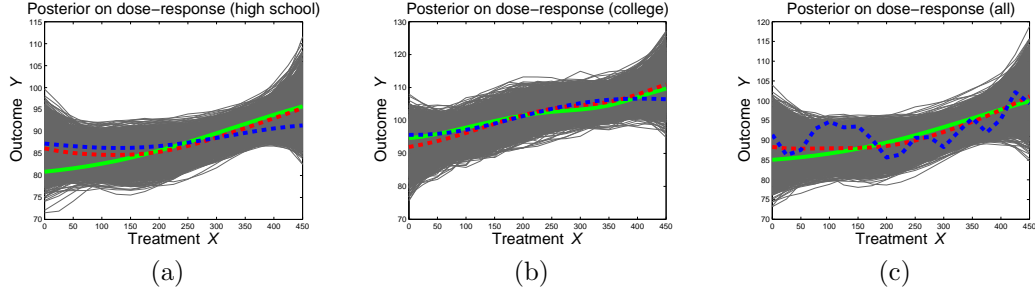 Posterior on dose−response (high school)
115
110
105
100
95
90
85
80
75
70
0 50 100 150 200 250 300 350 400 450
Outcome Y
Treatment X
(a)
Posterior on dose−response (college)
130
120
110
100
90
80
70
0 50 100 150 200 250 300 350 400 450
Outcome Y
Treatment X
(b)
Posterior on dose−response (all)
120
115
110
105
100
95
90
85
80
75
70
0 50 100 150 200 250 300 350 400 450
Outcome Y
Treatment X
(c)